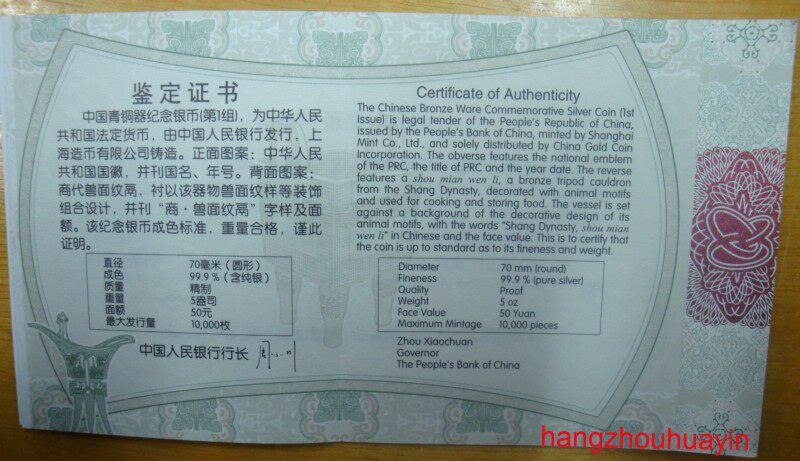 鉴定证书
中国青铜器纪念银币(第1组)，为中华人民
共和国法定货币，由中国人民银行发行，上
海造币有限公司铸造。正面图案：中华人民
共和国国徽，并刊国名、年号。背面图案：
商代兽面纹鬲，衬以该器物兽面纹样等装饰
组合设计，并刊“商·兽面纹鬲”字样及面
额。该纪念银币成色标准，重量合格，谨此
证明。
直径 70毫米（圆形）
成色 99.9%（含纯银）
质量 精制
重量 5盎司
面额 50元
最大发行量 10,000枚
中国人民银行行长
Certificate of Authenticity
The Chinese Bronze Ware Commemorative Silver Coin (1st
Issue) is legal tender of the People's Republic of China,
issued by the People's Bank of China, minted by Shanghai
Mint Co., Ltd., and solely distributed by China Gold Coin
Incorporation. The obverse features the national emblem
of the PRC, the title of PRC and the year date. The reverse
features a shou mian wen li, a bronze tripod cauldron
from the Shang Dynasty, decorated with animal motifs
and used for cooking and storing food. The vessel is set
against a background of the decorative design of its
animal motifs, with the words "Shang Dynasty, shou mian
wen li" in Chinese and the face value. This is to certify that
the coin is up to standard as to its fineness and weight.
Diameter 70 mm (round)
Fineness 99.9 % (pure silver)
Quality Proof
Weight 5 oz
Face Value 50 Yuan
Maximum Mintage 10,000 pieces
Zhou Xiaochuan
Governor
The People's Bank of China
hangzhouhuayin